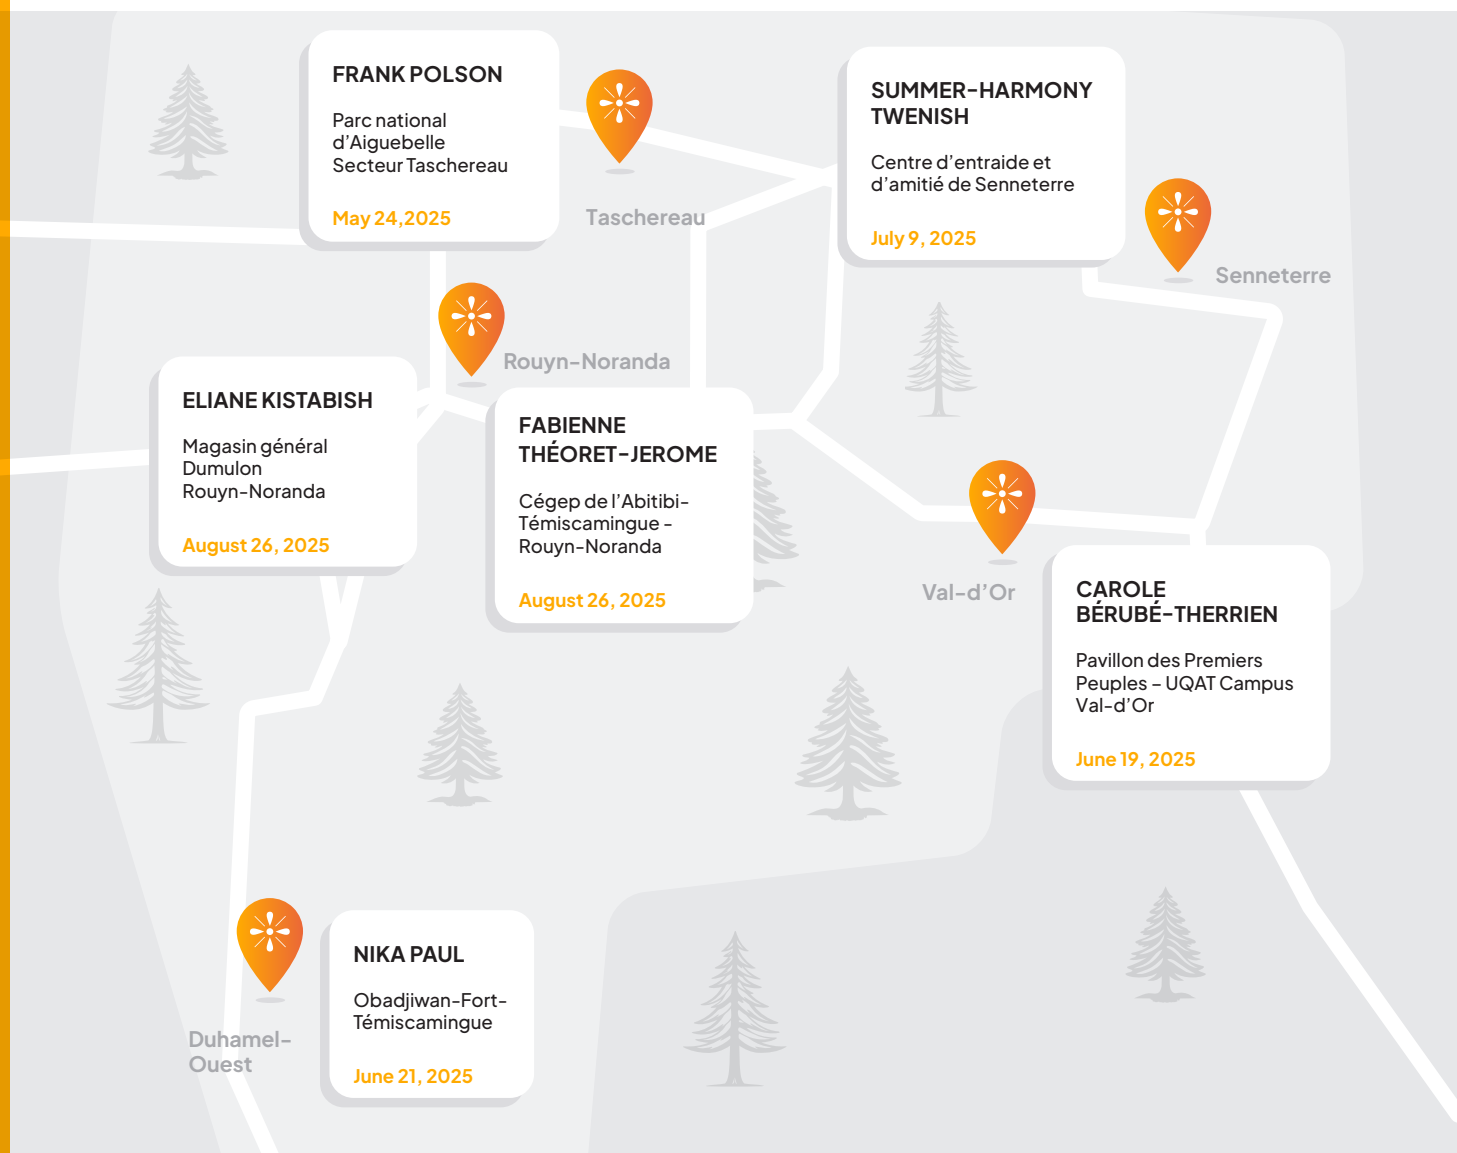 FRANK POLSON
Parc national
d’Aiguebelle
Secteur Taschereau
May 24,2025
Taschereau
SUMMER-HARMONY
TWENISH
Centre d’entraide et
d’amitié de Senneterre
July 9, 2025
Senneterre
Rouyn-Noranda
ELIANE KISTABISH
Magasin général
Dumulon
Rouyn-Noranda
August 26, 2025
FABIENNE
THÉORET-JEROME
Cégep de l’Abitibi-
Témiscamingue -
Rouyn-Noranda
August 26, 2025
Val-d’Or
CAROLE
BÉRUBÉ-THERRIEN
Pavillon des Premiers
Peuples – UQAT Campus
Val-d’Or
June 19, 2025
Duhamel-
Ouest
NIKA PAUL
Obadjiwan-Fort-
Témiscamingue
June 21, 2025